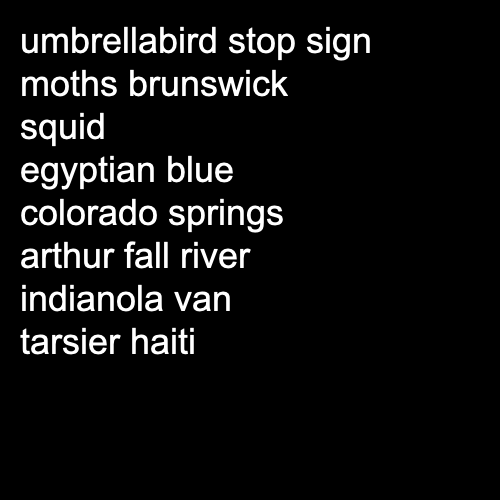 umbrellabird stop sign
moths brunswick
squid
egyptian blue
colorado springs
arthur fall river
indianola van
tarsier haiti